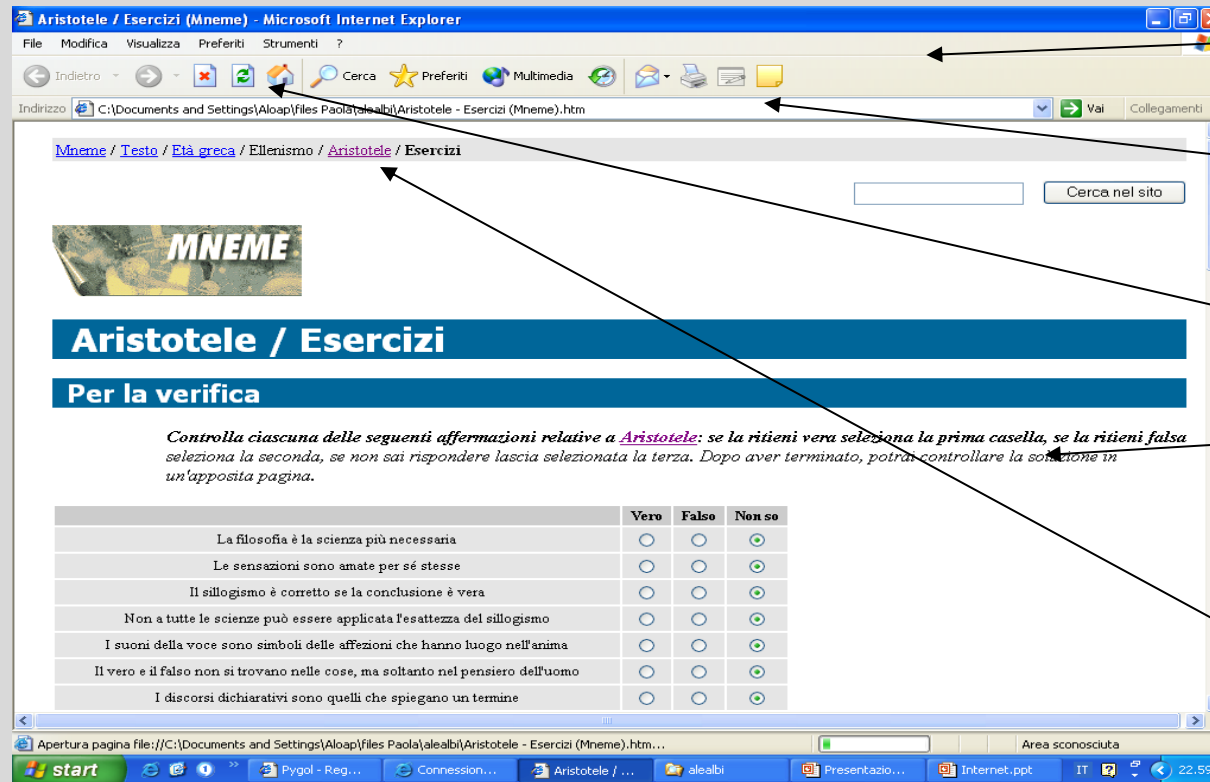 Aristotele / Esercizi (Mneme) - Microsoft Internet Explorer
File Modifica Visualizza Preferiti Strumenti ?
Indietro Cerca Preferiti Multimedia
Indirizzo C:\Documents and Settings\Aloap\files Paola\alealbi\Aristotele - Esercizi (Mneme).htm Vai Collegamenti
Mneme / Testo / Età greca / Ellenismo / Aristotele / Esercizi
Cerca nel sito
MNEME
Aristotele / Esercizi
Per la verifica
Controlla ciascuna delle seguenti affermazioni relative a Aristotele: se la ritieni vera seleziona la prima casella, se la ritieni falsa
seleziona la seconda, se non sai rispondere lascia selezionata la terza. Dopo aver terminato, potrai controllare la soluzione in
un'apposita pagina.
Vero Falso Non so
La filosofia è la scienza più necessaria
Le sensazioni sono amate per sé stesse
Il sillogismo è corretto se la conclusione è vera
Non a tutte le scienze può essere applicata l'esattezza del sillogismo
I suoni della voce sono simboli delle affezioni che hanno luogo nell'anima
Il vero e il falso non si trovano nelle cose, ma soltanto nel pensiero dell'uomo
I discorsi dichiarativi sono quelli che spiegano un termine
Apertura pagina file://C:\Documents and Settings\Aloap\files Paola\alealbi\Aristotele - Esercizi (Mneme).htm... Area sconosciuta
start Pygol - Reg... Connession... Aristotele / ... alealbi Presentazio... Internet.ppt IT 22.59